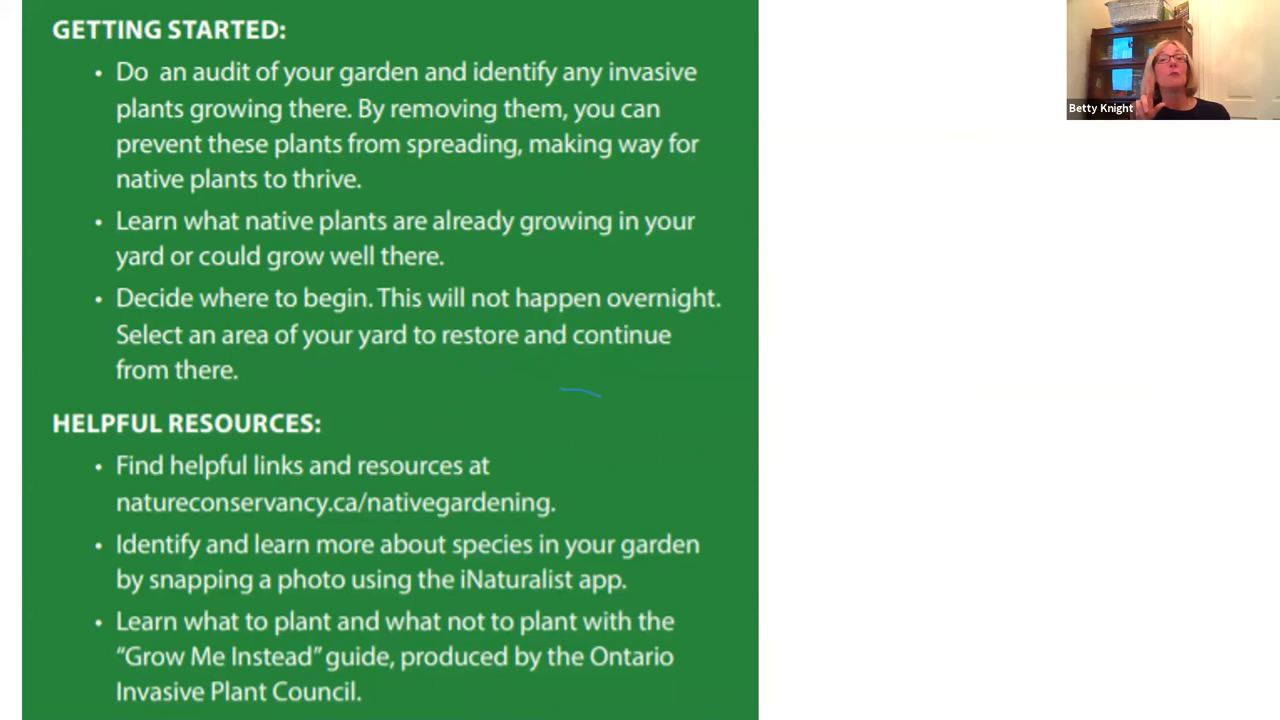 GETTING STARTED:
• Do  an audit of your garden and identify any invasive
plants growing there. By removing them, you can
prevent these plants from spreading, making way for
native plants to thrive.
• Learn what native plants are already growing in your
yard or could grow well there.
• Decide where to begin. This will not happen overnight.
Select an area of your yard to restore and continue
from there.
HELPFUL RESOURCES:
• Find helpful links and resources at
natureconservancy.ca/nativegardening.
• Identify and learn more about species in your garden
by snapping a photo using the iNaturalist app.
• Learn what to plant and what not to plant with the
“Grow Me Instead” guide, produced by the Ontario
Invasive Plant Council.
Betty Knight